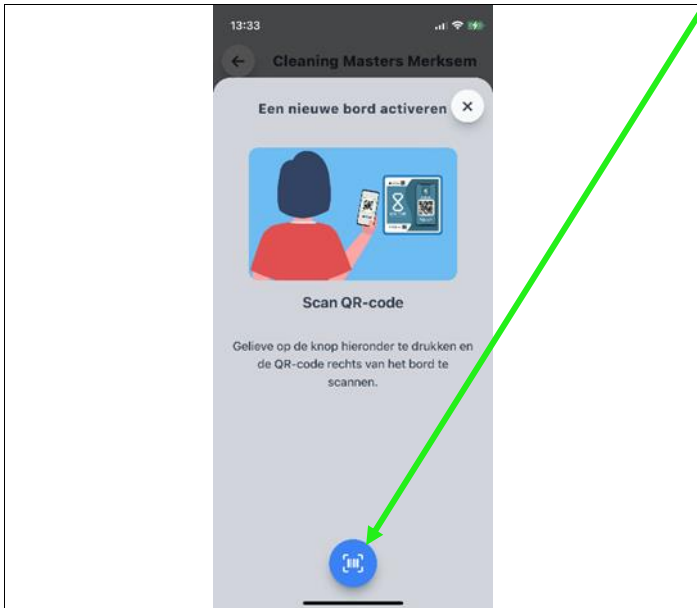 13:33
Cleaning Masters Merksem
Een nieuwe bord activeren
Scan QR-code
Gelieve op de knop hieronder te drukken en
de QR-code rechts van het bord te
scannen.